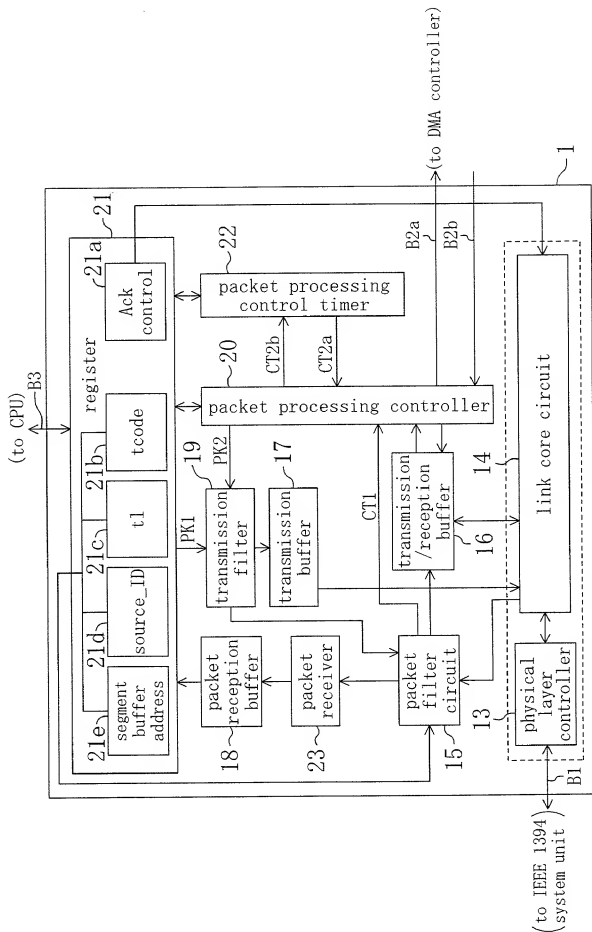 (to CPU)
B3
21
register
21a
Ack
control
21b
tcode
21c
tl
21d
source_ID
21e
segment
buffer
address
22
packet processing
control timer
CT2b
CT2a
20
packet processing controller
PK1
PK2
19
transmission
filter
17
transmission
buffer
18
packet
reception
buffer
23
packet
receiver
15
packet
filter
circuit
CT1
16
transmission
/reception
buffer
14
link core circuit
13
physical
layer
controller
B1
(to IEEE 1394
system unit)
B2a
B2b
(to DMA controller)
1